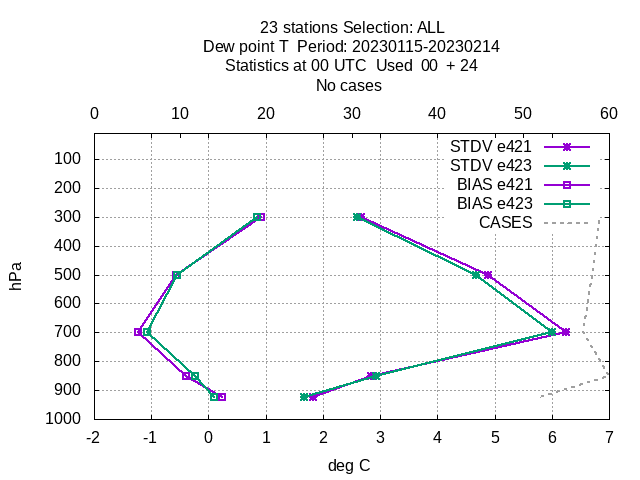 23 stations Selection: ALL
Dew point T  Period: 20230115-20230214
Statistics at 00 UTC  Used  00  + 24
No cases
0 10 20 30 40 50 60
STDV e421
STDV e423
BIAS e421
BIAS e423
CASES
100
200
300
400
500
600
700
800
900
1000
hPa
-2 -1 0 1 2 3 4 5 6 7
deg C